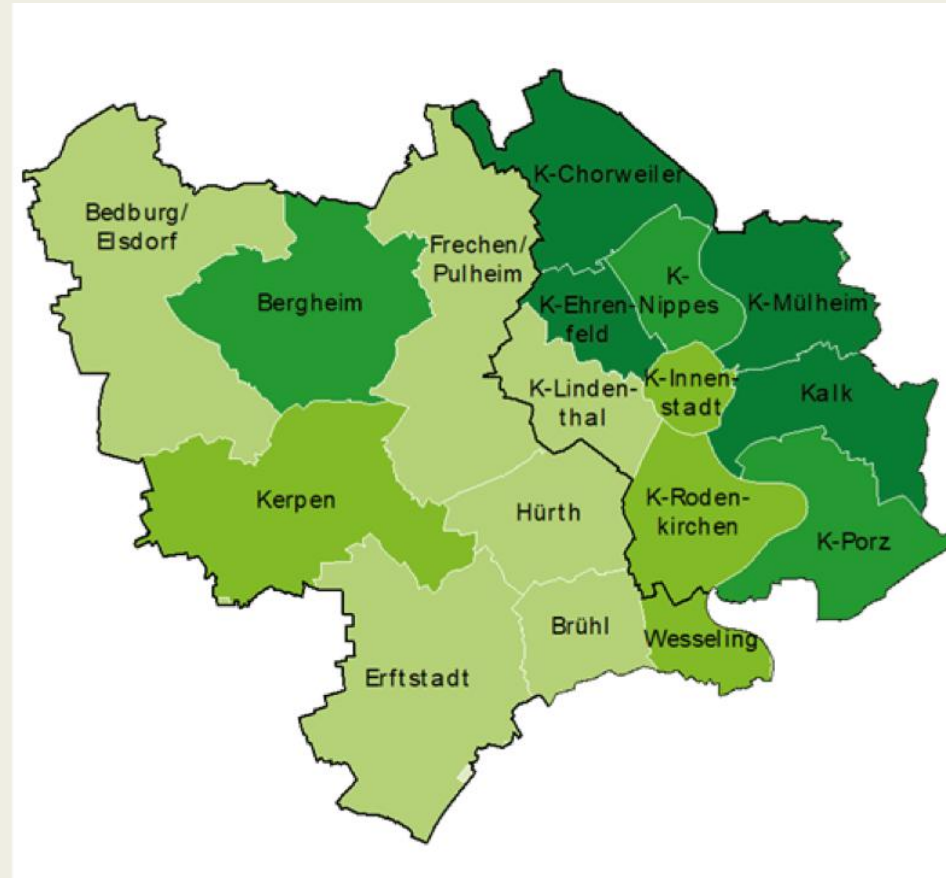 K-Chorweiler
Bedburg/
Elsdorf
Frechen/
Pulheim
Bergheim
K-
Nippes
K-Ehren-
feld
K-Mülheim
K-Linden-
thal
K-Innen-
stadt
Kalk
Kerpen
Hürth
K-Roden-
kirchen
K-Porz
Brühl
Wesseling
Erftstadt